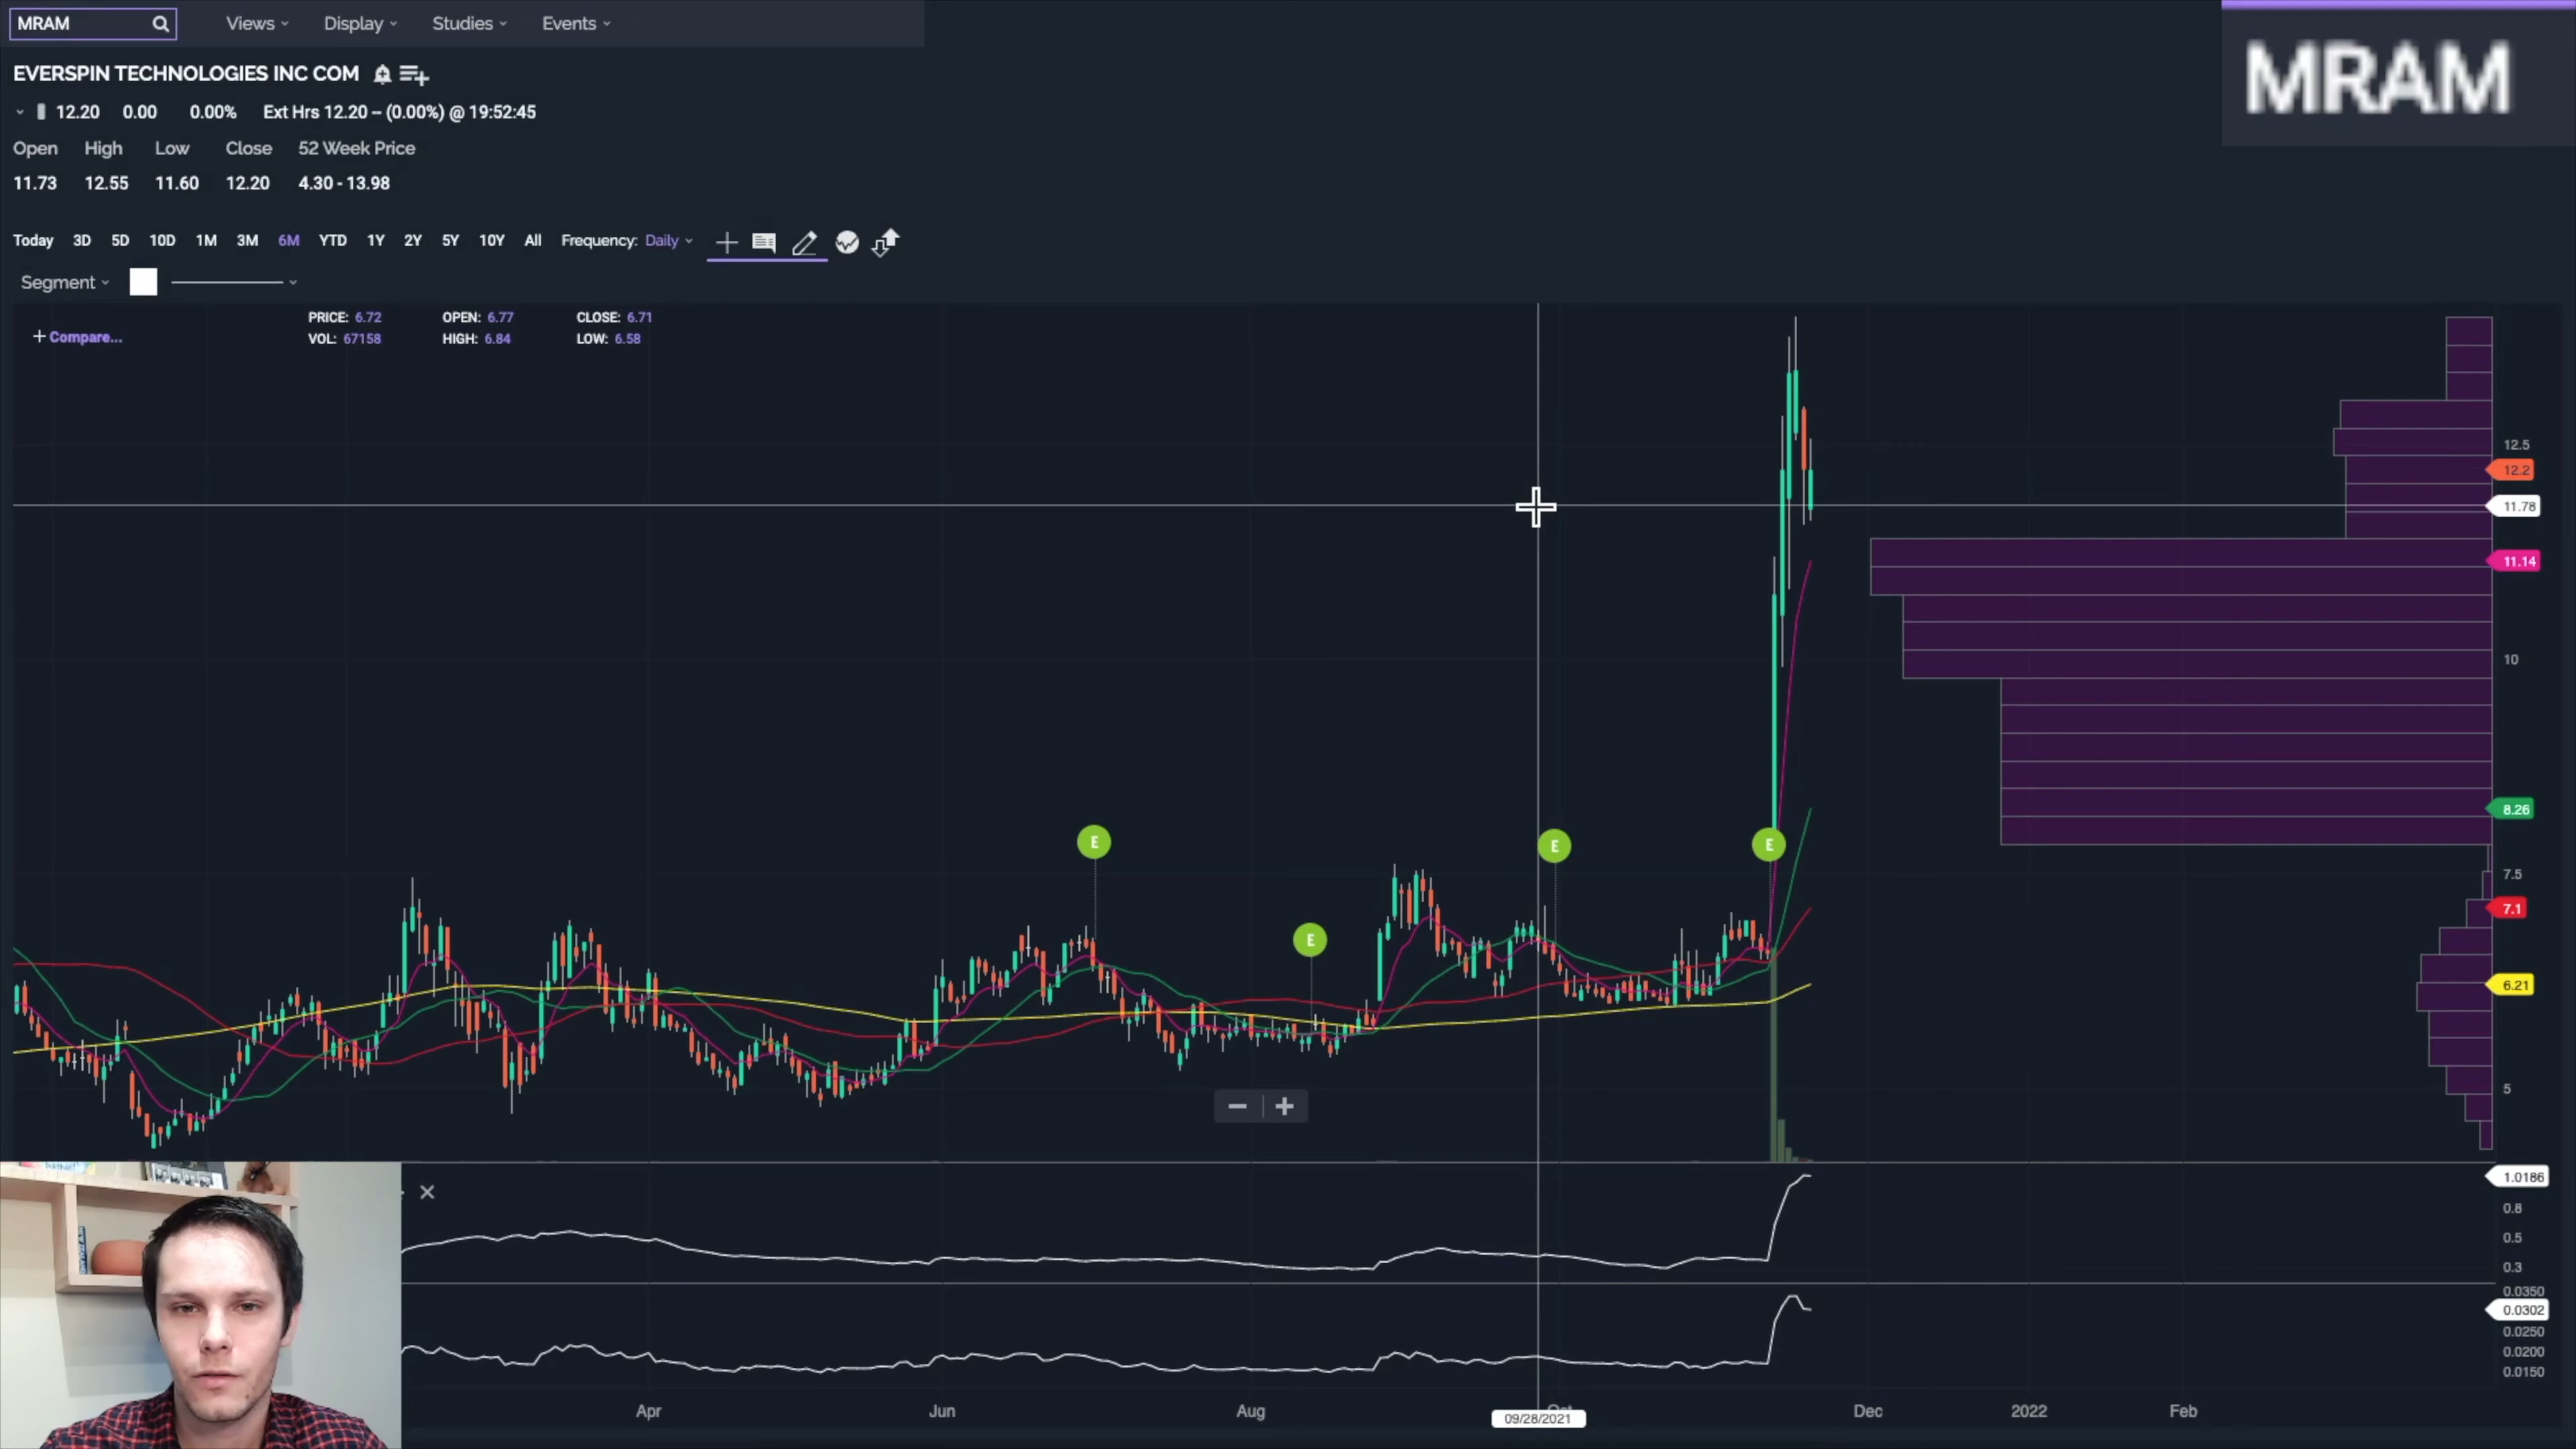 MRAM
Views
Display
Studies
Events
MRAM
EVERSPIN TECHNOLOGIES INC COM
12.20 0.00 0.00% Ext Hrs 12.20 – (0.00%) @ 19:52:45
Open High Low Close 52 Week Price
11.73 12.55 11.60 12.20 4.30 - 13.98
Today 3D 5D 10D 1M 3M 6M YTD 1Y 2Y 5Y 10Y All Frequency: Daily
Segment
+ Compare...
PRICE: 6.72 OPEN: 6.77 CLOSE: 6.71
VOL: 67158 HIGH: 6.84 LOW: 6.58
12.5
12.2
11.78
11.14
10
8.26
E
E
E
7.5
7.1
E
6.21
5
1.0186
0.8
0.5
0.3
0.0350
0.0302
0.0250
0.0200
0.0150
Apr Jun Aug Dec 2022 Feb
09/28/2021